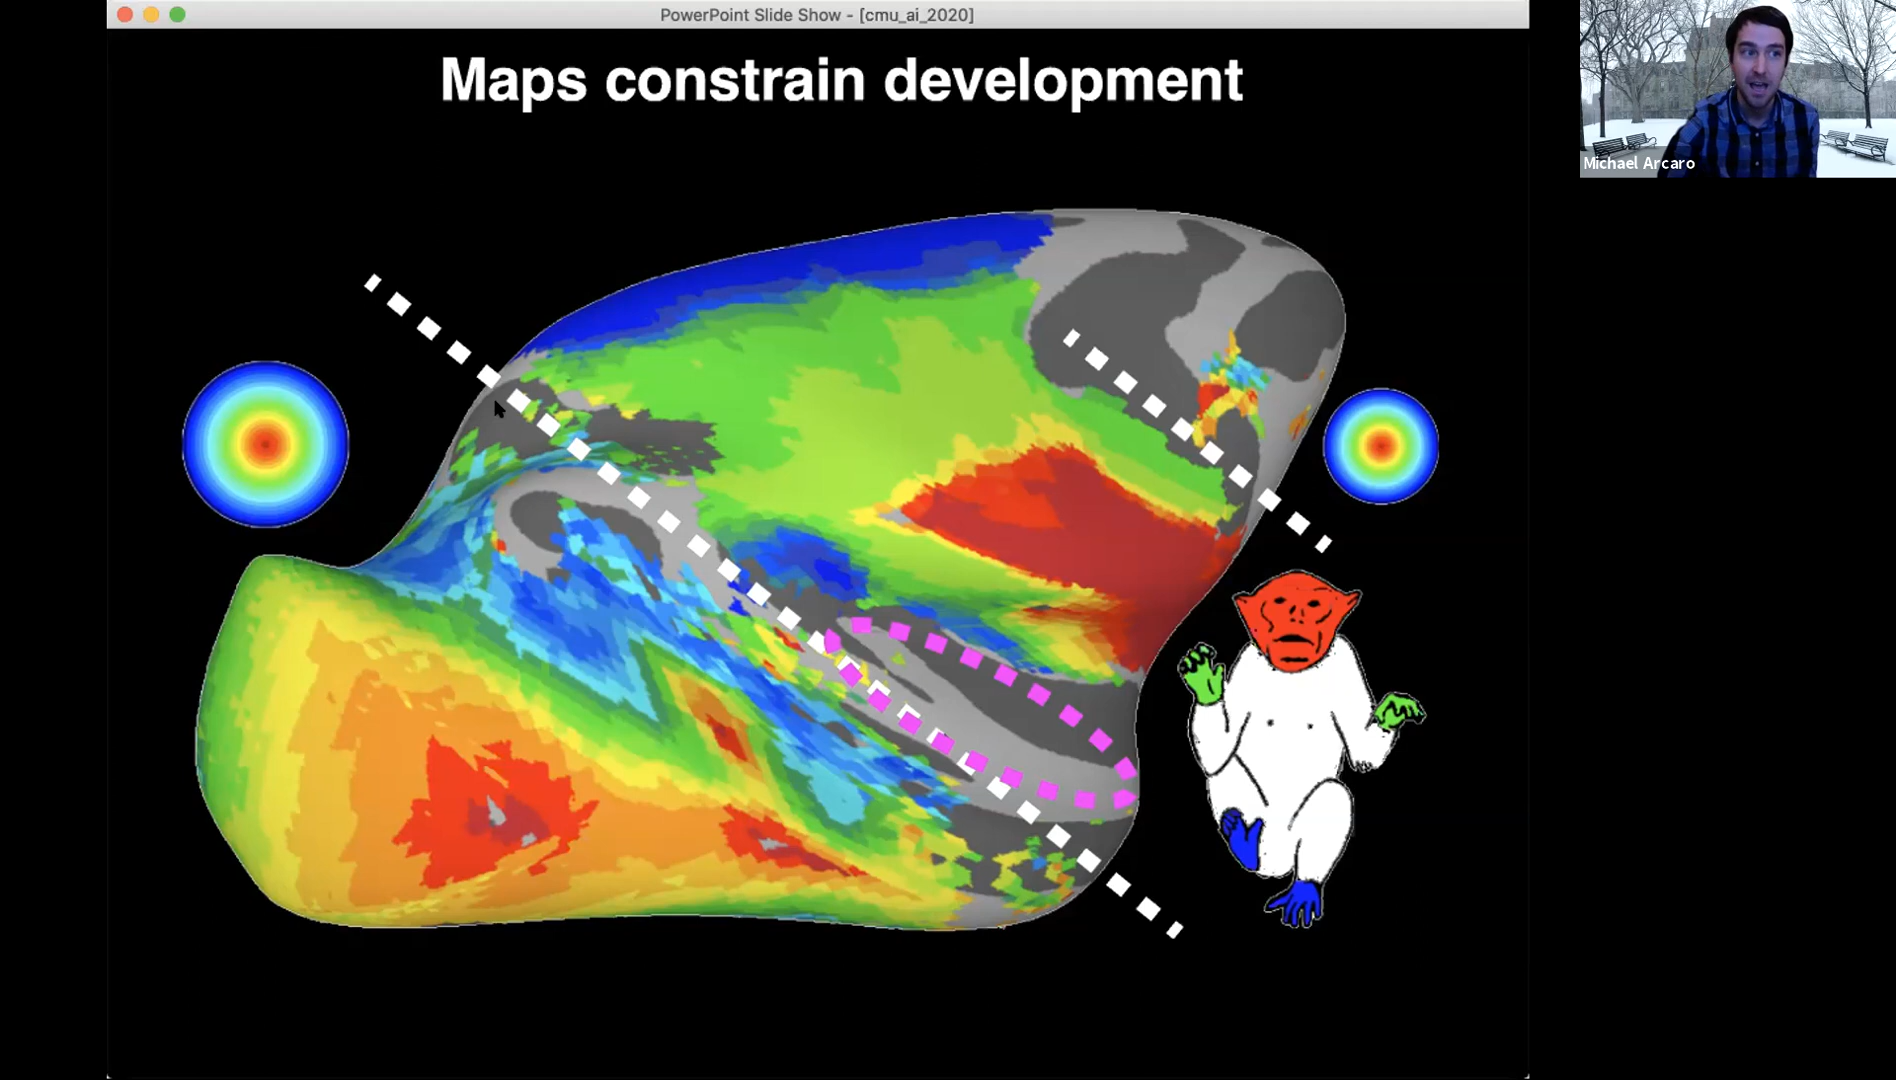 PowerPoint Slide Show - [cmu_ai_2020]
Maps constrain development
Michael Arcaro